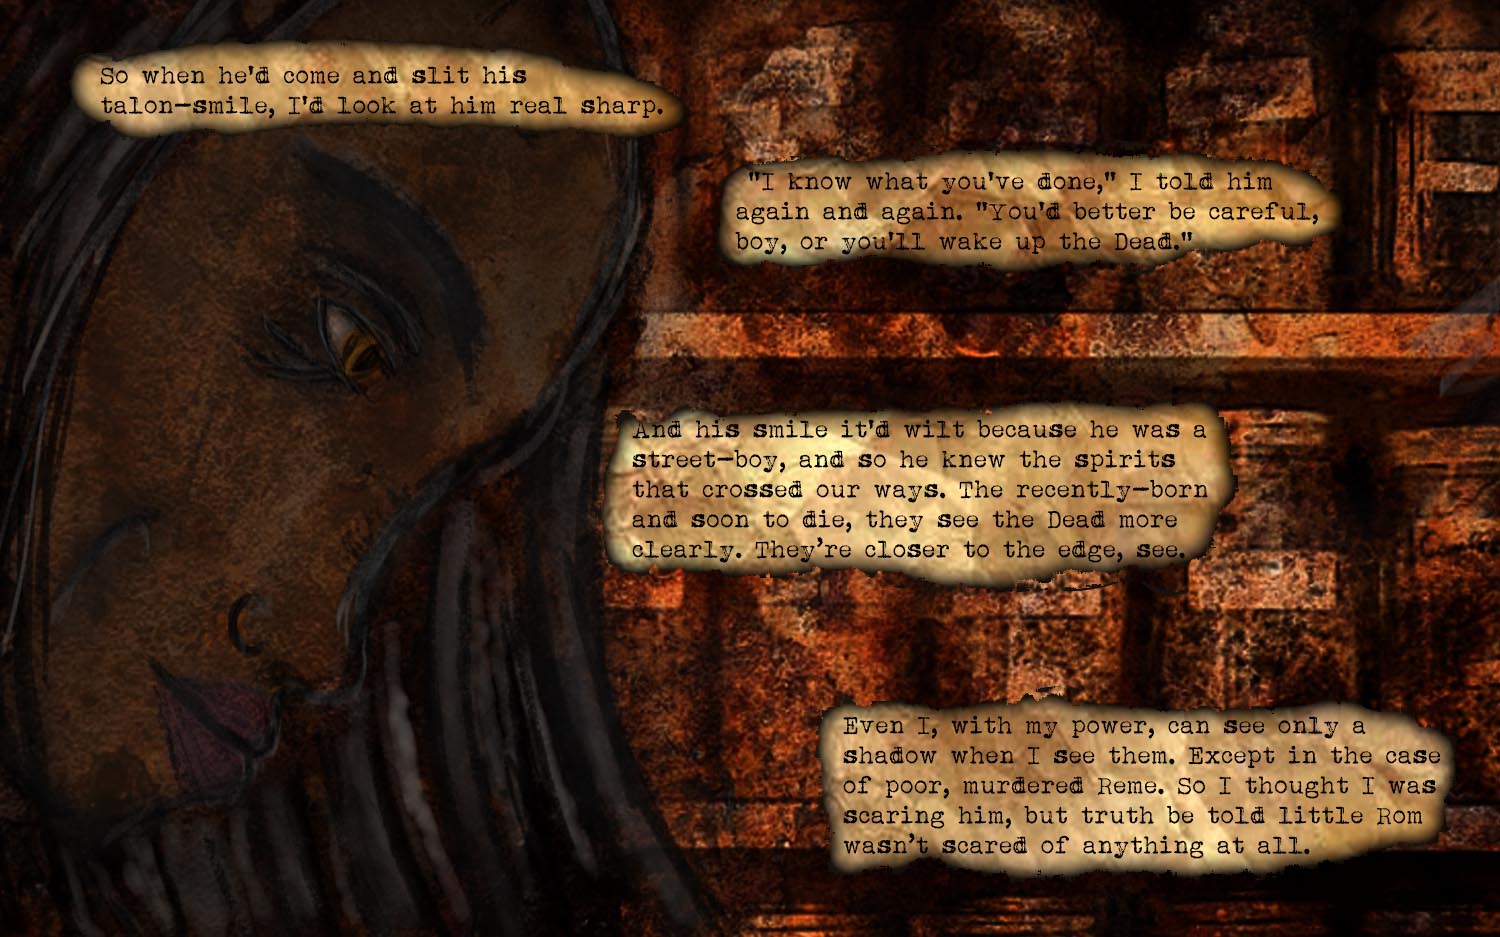 So when he'd come and slit his
talon—smile, I'd look at him real sharp.
"I know what you've done," I told him
again and again. "You'd better be careful,
boy, or you'll wake up the Dead."
And his smile it'd wilt because he was a
street—boy, and so he knew the spirits
that crossed our ways. The recently—born
and soon to die, they see the Dead more
clearly. They’re closer to the edge, see.
Even I, with my power, can see only a
shadow when I see them. Except in the case
of poor, murdered Reme. So I thought I was
scaring him, but truth be told little Rom
wasn’t scared of anything at all.